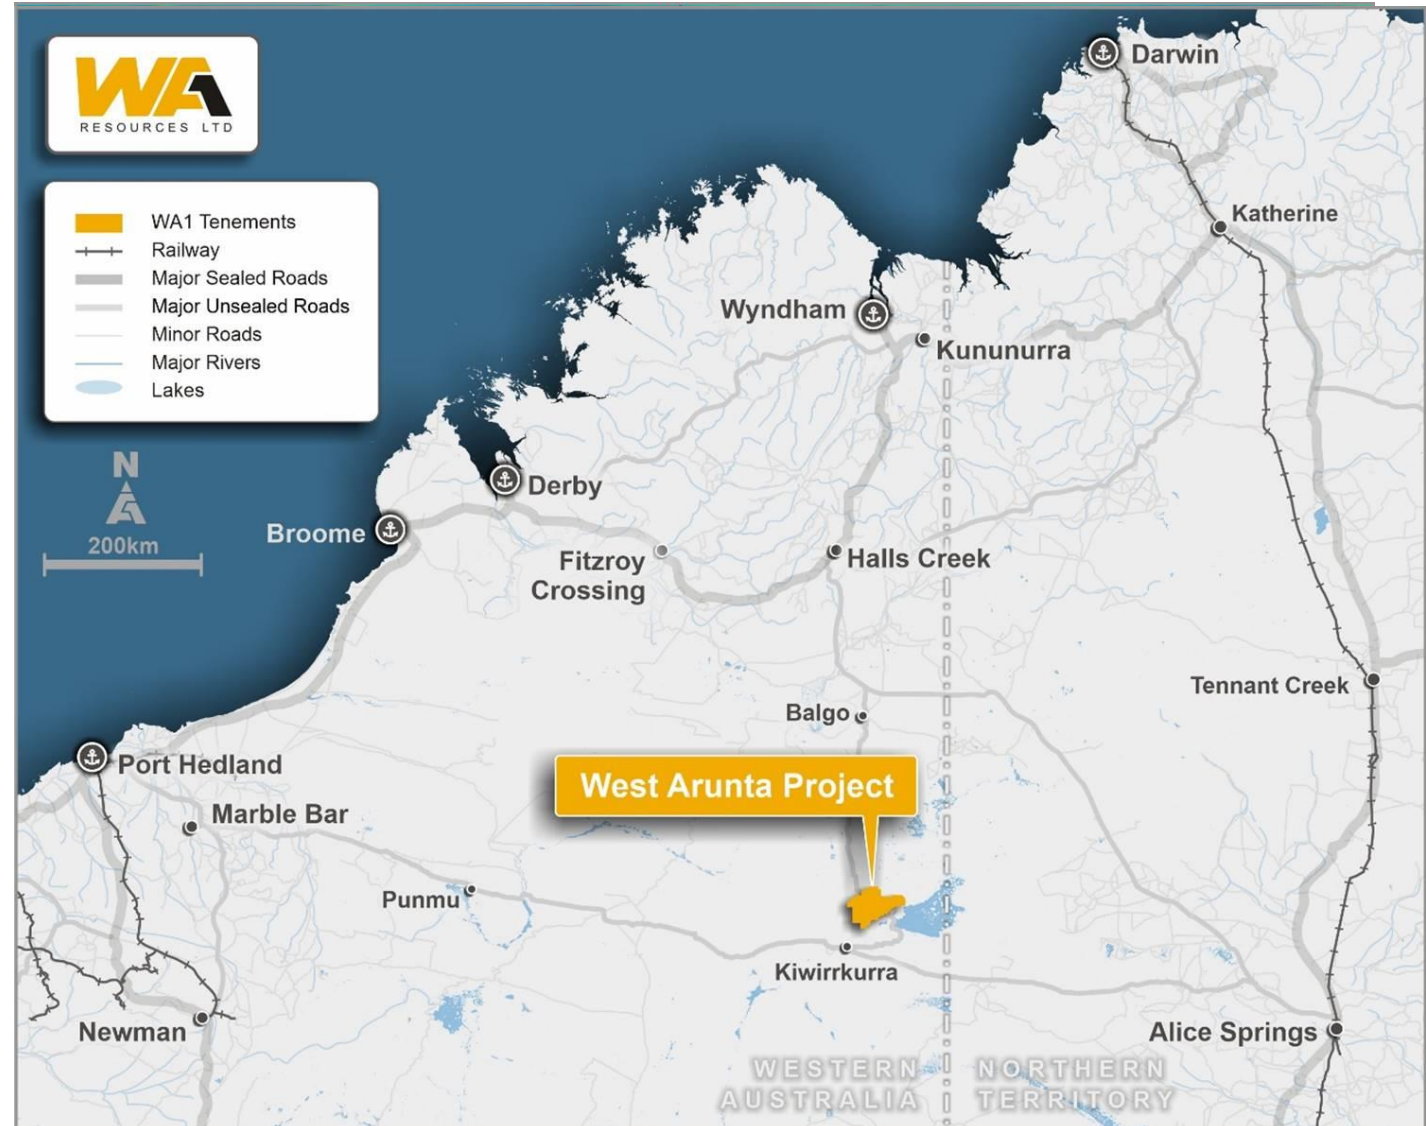 WA
RESOURCES LTD
WA1 Tenements
Railway
Major Sealed Roads
Major Unsealed Roads
Minor Roads
Major Rivers
Lakes
N
200km
Darwin
Katherine
Wyndham
Kununurra
Derby
Broome
Fitzroy
Crossing
Halls Creek
Tennant Creek
Balgo
Port Hedland
West Arunta Project
Marble Bar
Punmu
Kiwirrkurra
Newman
Alice Springs
WESTERN
AUSTRALIA
NORTHERN
TERRITORY